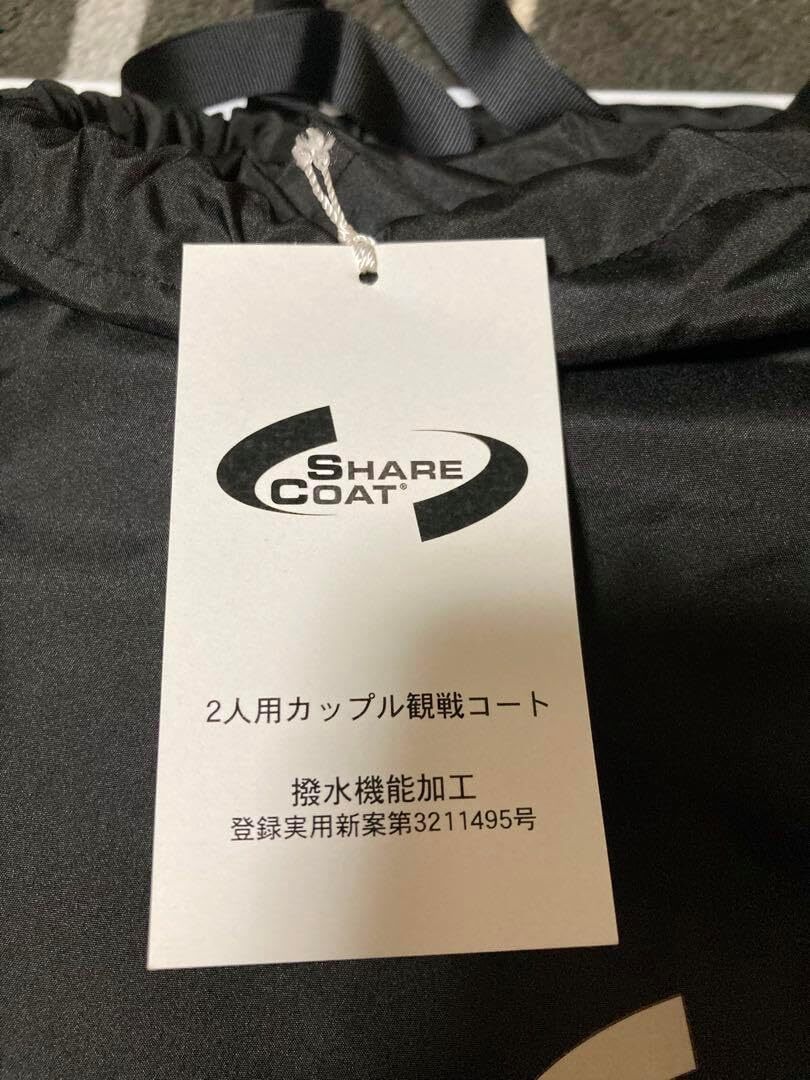 SHARE
COAT®
2人用カップル観戦コート
撥水機能加工
登録実用新案第3211495号